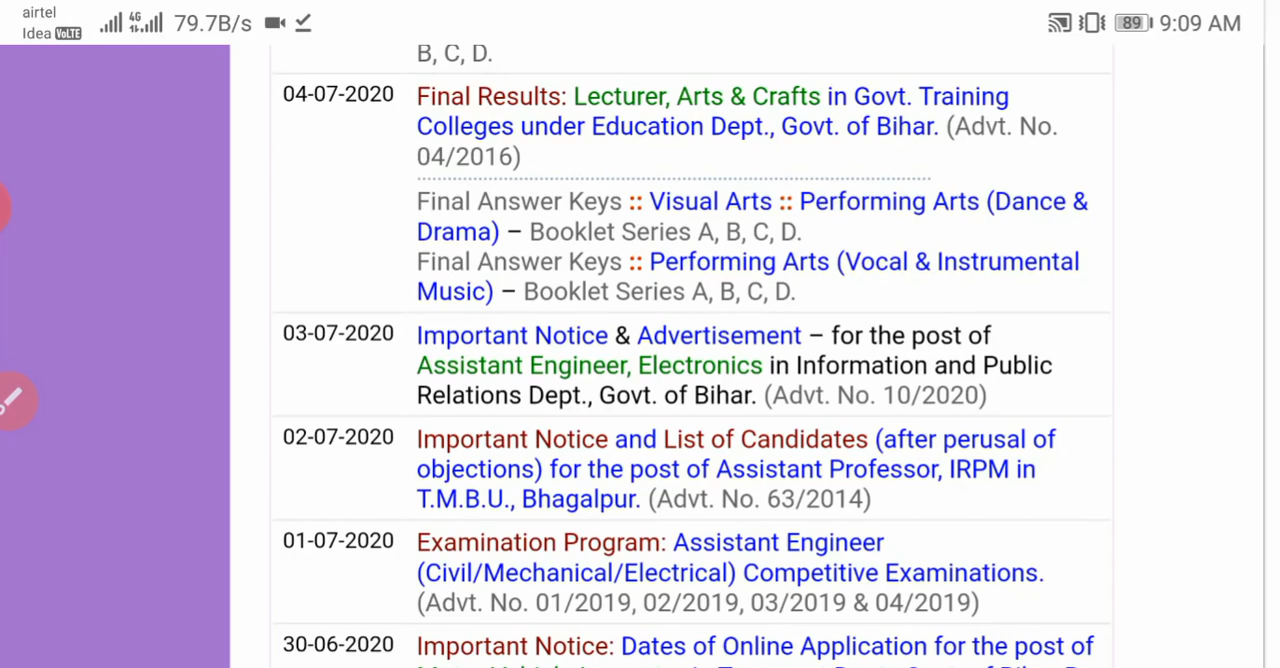 airtel 4G 79.7B/s 89 9:09 AM
Idea VoLTE
B, C, D.
04-07-2020 Final Results: Lecturer, Arts & Crafts in Govt. Training
Colleges under Education Dept., Govt. of Bihar. (Advt. No.
04/2016)
Final Answer Keys :: Visual Arts :: Performing Arts (Dance &
Drama) – Booklet Series A, B, C, D.
Final Answer Keys :: Performing Arts (Vocal & Instrumental
Music) – Booklet Series A, B, C, D.
03-07-2020 Important Notice & Advertisement – for the post of
Assistant Engineer, Electronics in Information and Public
Relations Dept., Govt. of Bihar. (Advt. No. 10/2020)
02-07-2020 Important Notice and List of Candidates (after perusal of
objections) for the post of Assistant Professor, IRPM in
T.M.B.U., Bhagalpur. (Advt. No. 63/2014)
01-07-2020 Examination Program: Assistant Engineer
(Civil/Mechanical/Electrical) Competitive Examinations.
(Advt. No. 01/2019, 02/2019, 03/2019 & 04/2019)
30-06-2020 Important Notice: Dates of Online Application for the post of